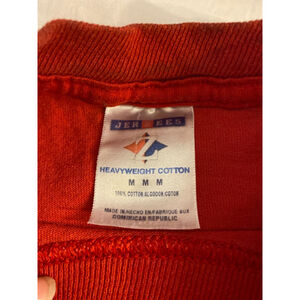 JERZEES
HEAVYWEIGHT COTTON
M M M
100% COTTON ALGODON COTON
MADE IN/HECHO EN/FABRIQUE AUX
DOMINICAN REPUBLIC